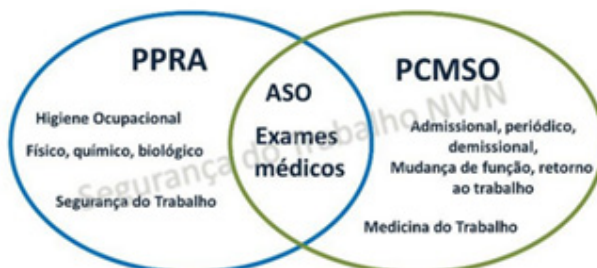 PPRA
Higiene Ocupacional
Físico, químico, biológico
Segurança do Trabalho
ASO
Exames
médicos
PCMSO
Admissional, periódico,
demissional,
Mudança de função, retorno
ao trabalho
Medicina do Trabalho
Segurança do Trabalho NWN